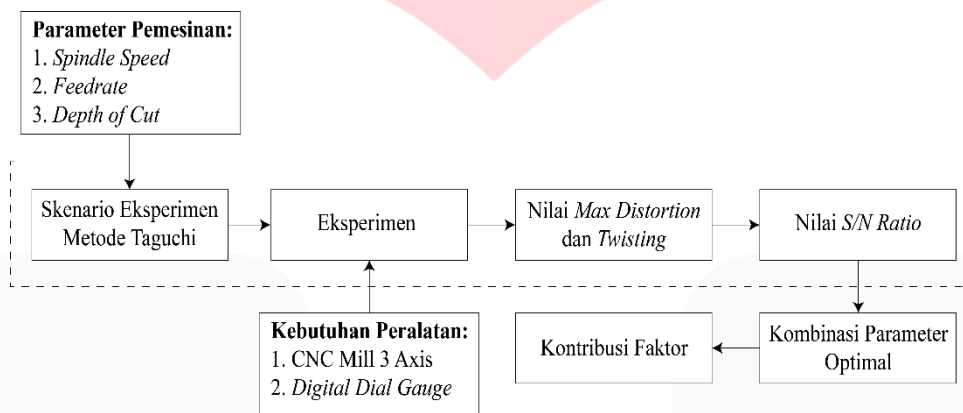 Parameter Pemesinan:
1. Spindle Speed
2. Feedrate
3. Depth of Cut
Skenario Eksperimen
Metode Taguchi
Eksperimen
Nilai Max Distortion
dan Twisting
Nilai S/N Ratio
Kebutuhan Peralatan:
1. CNC Mill 3 Axis
2. Digital Dial Gauge
Kontribusi Faktor
Kombinasi Parameter
Optimal